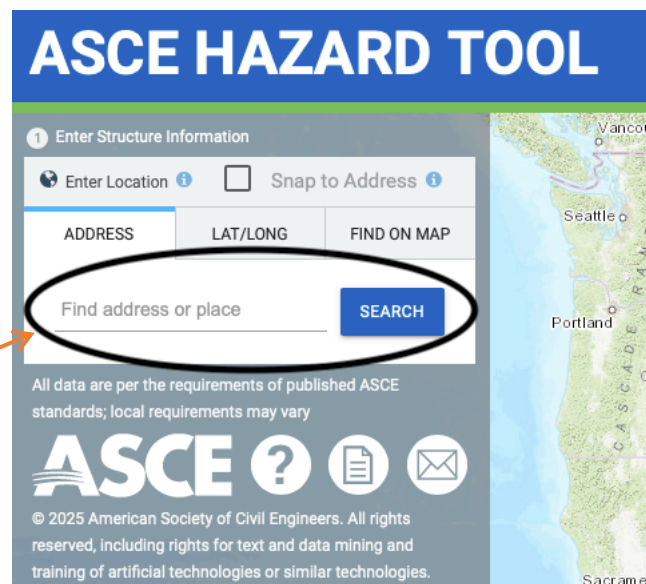 ASCE HAZARD TOOL
1 Enter Structure Information
Enter Location i Snap to Address i
ADDRESS LAT/LONG FIND ON MAP
Find address or place SEARCH
All data are per the requirements of published ASCE
standards; local requirements may vary
ASCE ?
© 2025 American Society of Civil Engineers. All rights
reserved, including rights for text and data mining and
training of artificial technologies or similar technologies.
Vancou
Seattle
Portland
CASCADE RAN
Sacrame